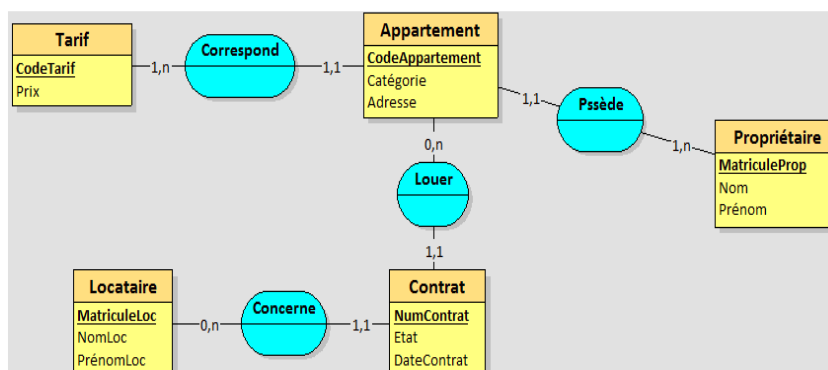 Tarif
CodeTarif
Prix
1,n
Correspond
1,1
Appartement
CodeAppartement
Catégorie
Adresse
1,1
Pssède
1,n
Propriétaire
MatriculeProp
Nom
Prénom
0,n
Louer
1,1
Locataire
MatriculeLoc
NomLoc
PrénomLoc
0,n
Concerne
1,1
Contrat
NumContrat
Etat
DateContrat